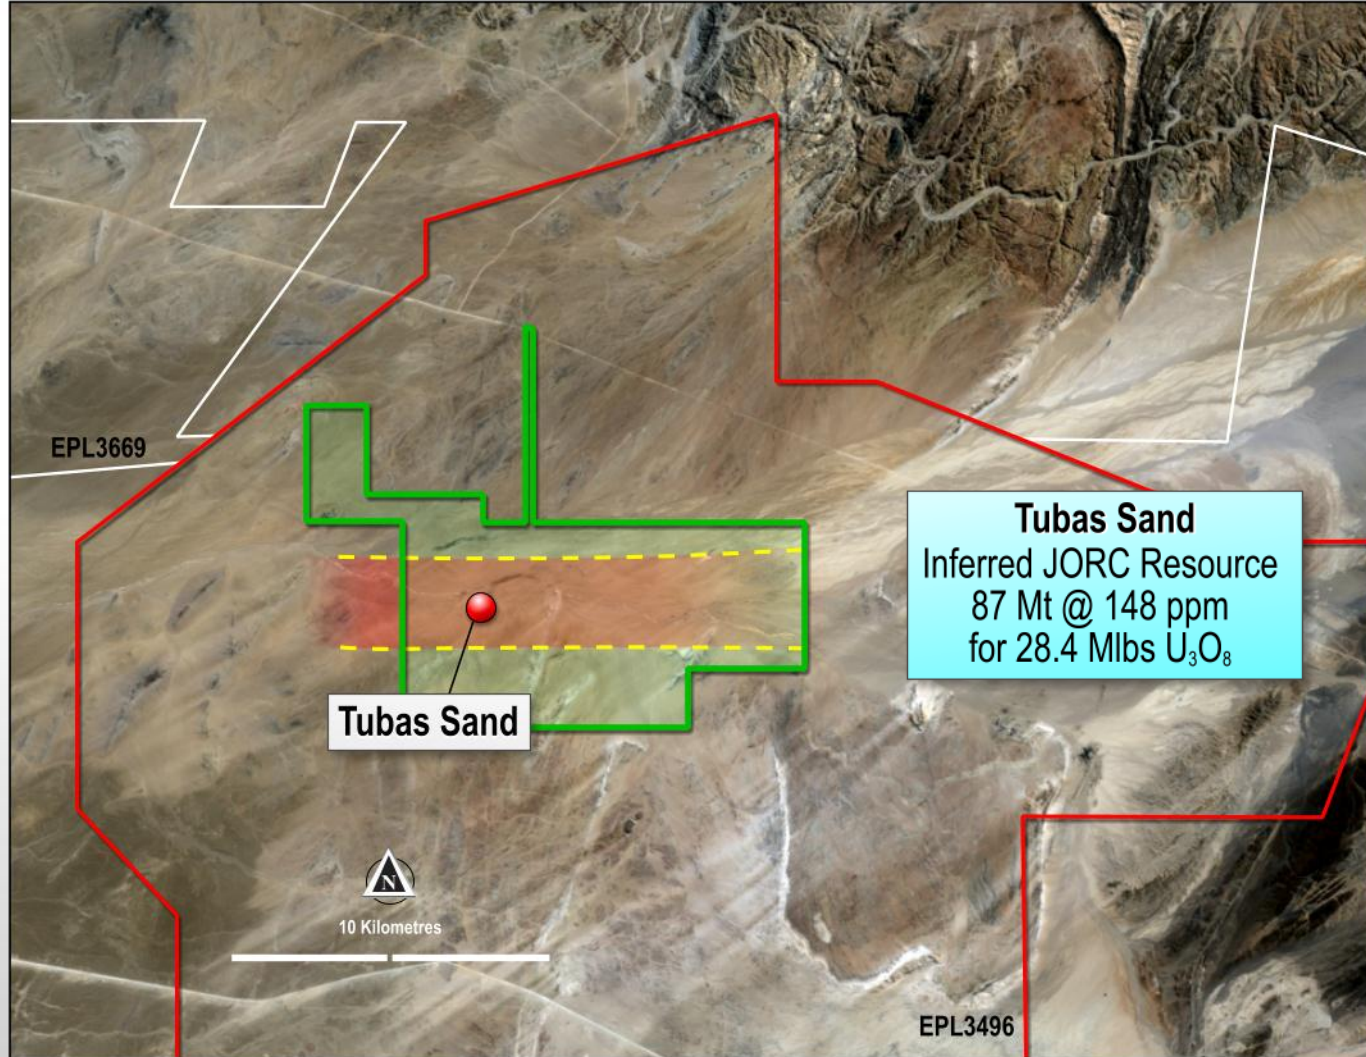 EPL3669
Tubas Sand
Inferred JORC Resource
87 Mt @ 148 ppm
for 28.4 Mlbs U₃O₈
Tubas Sand
N
10 Kilometres
EPL3496